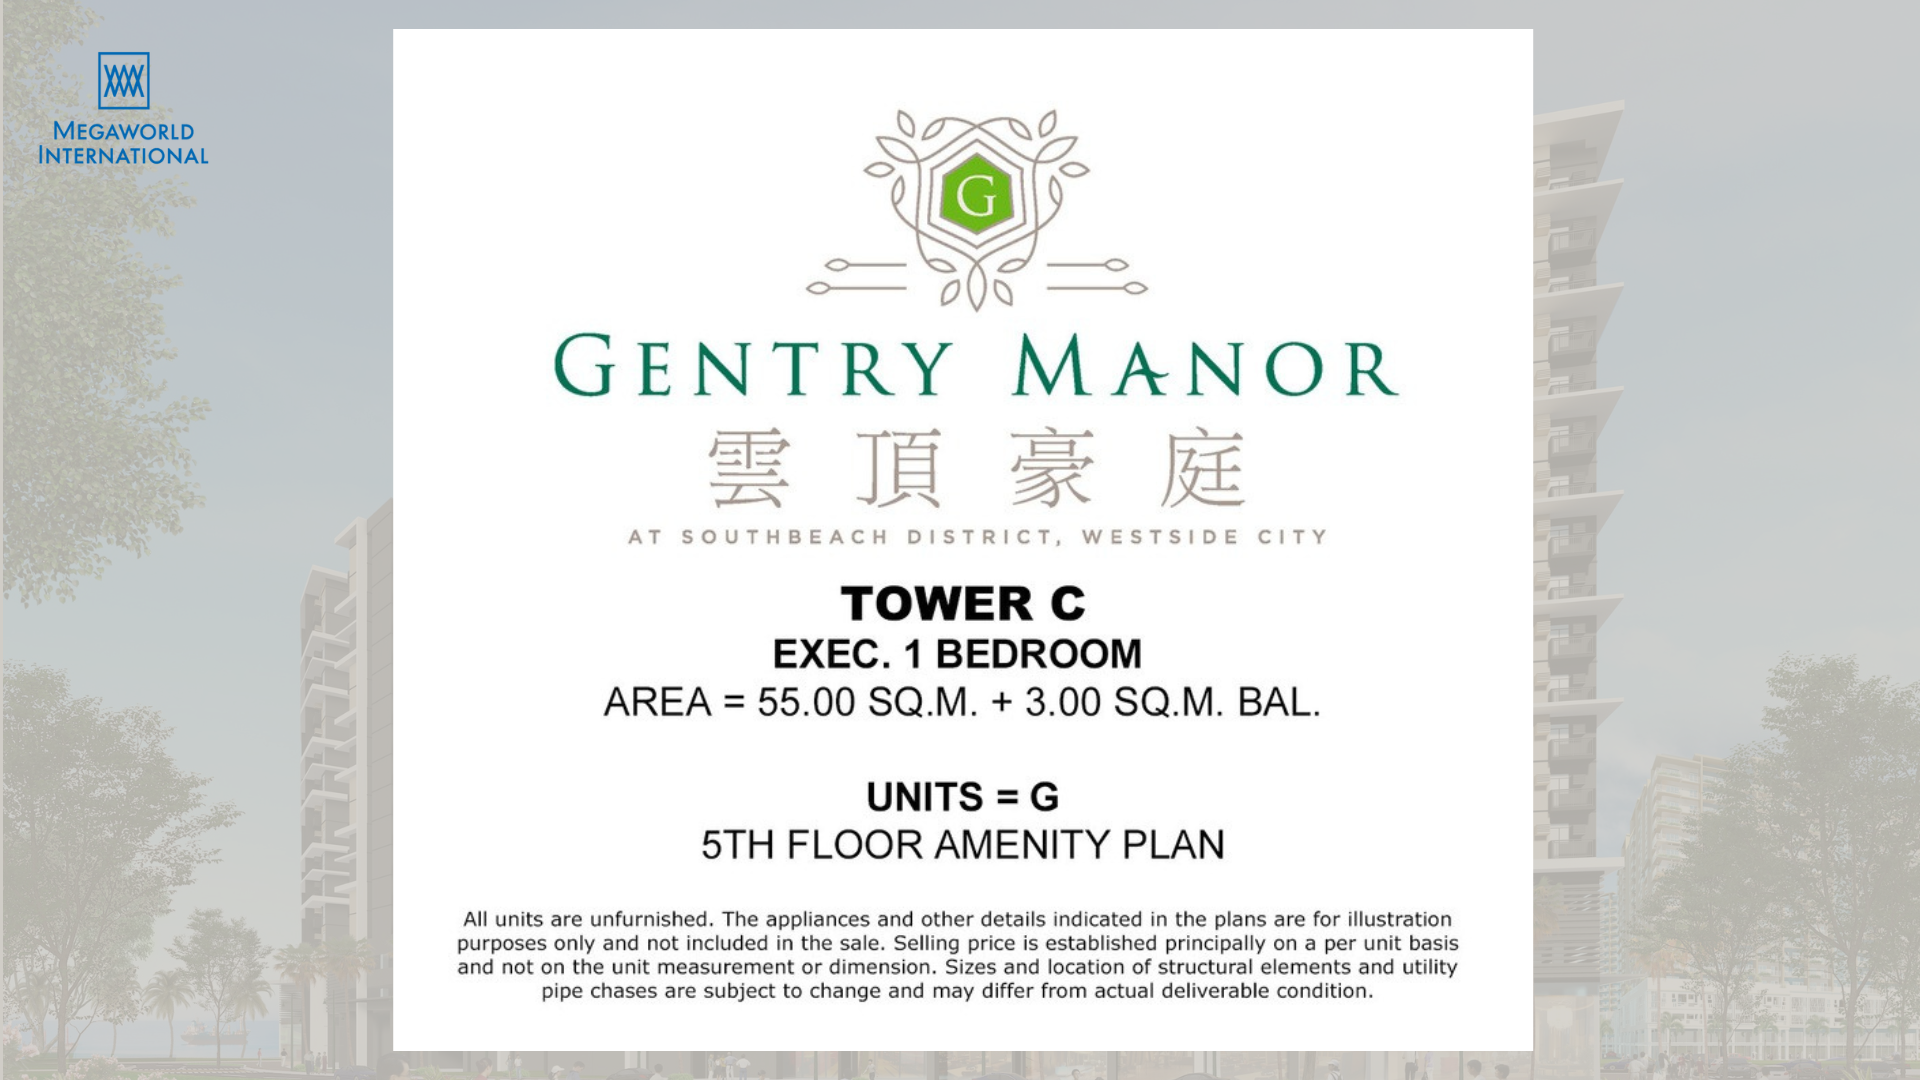 MEGAWORLD
INTERNATIONAL
G
GENTRY MANOR
雲頂豪庭
AT SOUTHBEACH DISTRICT, WESTSIDE CITY
TOWER C
EXEC. 1 BEDROOM
AREA = 55.00 SQ.M. + 3.00 SQ.M. BAL.
UNITS = G
5TH FLOOR AMENITY PLAN
All units are unfurnished. The appliances and other details indicated in the plans are for illustration
purposes only and not included in the sale. Selling price is established principally on a per unit basis
and not on the unit measurement or dimension. Sizes and location of structural elements and utility
pipe chases are subject to change and may differ from actual deliverable condition.